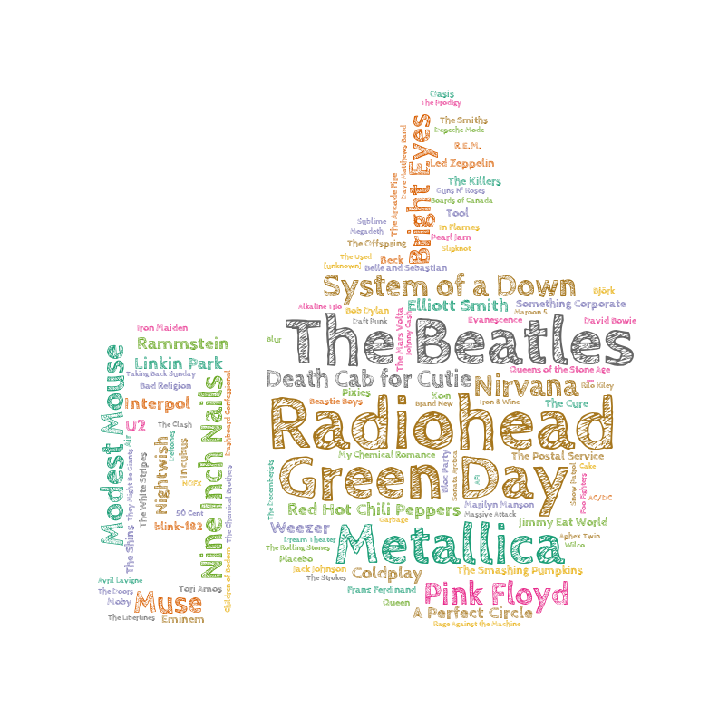 Oasis
The Prodigy
The Smiths
Depeche Mode
Dave Matthews Band
Bright Eyes
R.E.M.
Led Zeppelin
The Killers
The Arcade Fire
Guns N' Roses
Boards of Canada
Tool
Sublime
Megadeth
In Flames
Pearl Jam
The Offspring
Slipknot
The Used
Beck
[unknown]
Belle and Sebastian
System of a Down
Björk
Alkaline Trio
Bob Dylan
Elliott Smith
Something Corporate
Maroon 5
Daft Punk
The Mars Volta
Johnny Cash
Evanescence
David Bowie
Iron Maiden
Rammstein
Blur
The Beatles
Linkin Park
Taking Back Sunday
Queens of the Stone Age
Death Cab for Cutie
Nirvana
Rilo Kiley
Bad Religion
Modest Mouse
Interpol
Nine Inch Nails
Dashboard Confessional
Pixies
Korn
Beastie Boys
Brand New
Iron & Wine
The Cure
Radiohead
U2
The Clash
Air
Ramones
Incubus
Nightwish
The White Stripes
They Might Be Giants
The Shins
NOFX
50 Cent
blink-182
The Chemical Brothers
The Decemberists
My Chemical Romance
The Postal Service
Green Day
Bloc Party
Sonata Arctica
AFI
Snow Patrol
Cake
Foo Fighters
AC/DC
Red Hot Chili Peppers
Marilyn Manson
Massive Attack
Garbage
Jimmy Eat World
Weezer
Metallica
Dream Theater
Aphex Twin
Wilco
The Rolling Stones
Placebo
Jack Johnson
The Strokes
Coldplay
The Smashing Pumpkins
Children of Bodom
Avril Lavigne
The Doors
Tori Amos
Moby
Muse
The Libertines
Eminem
Franz Ferdinand
Pink Floyd
Queen
A Perfect Circle
Rage Against the Machine